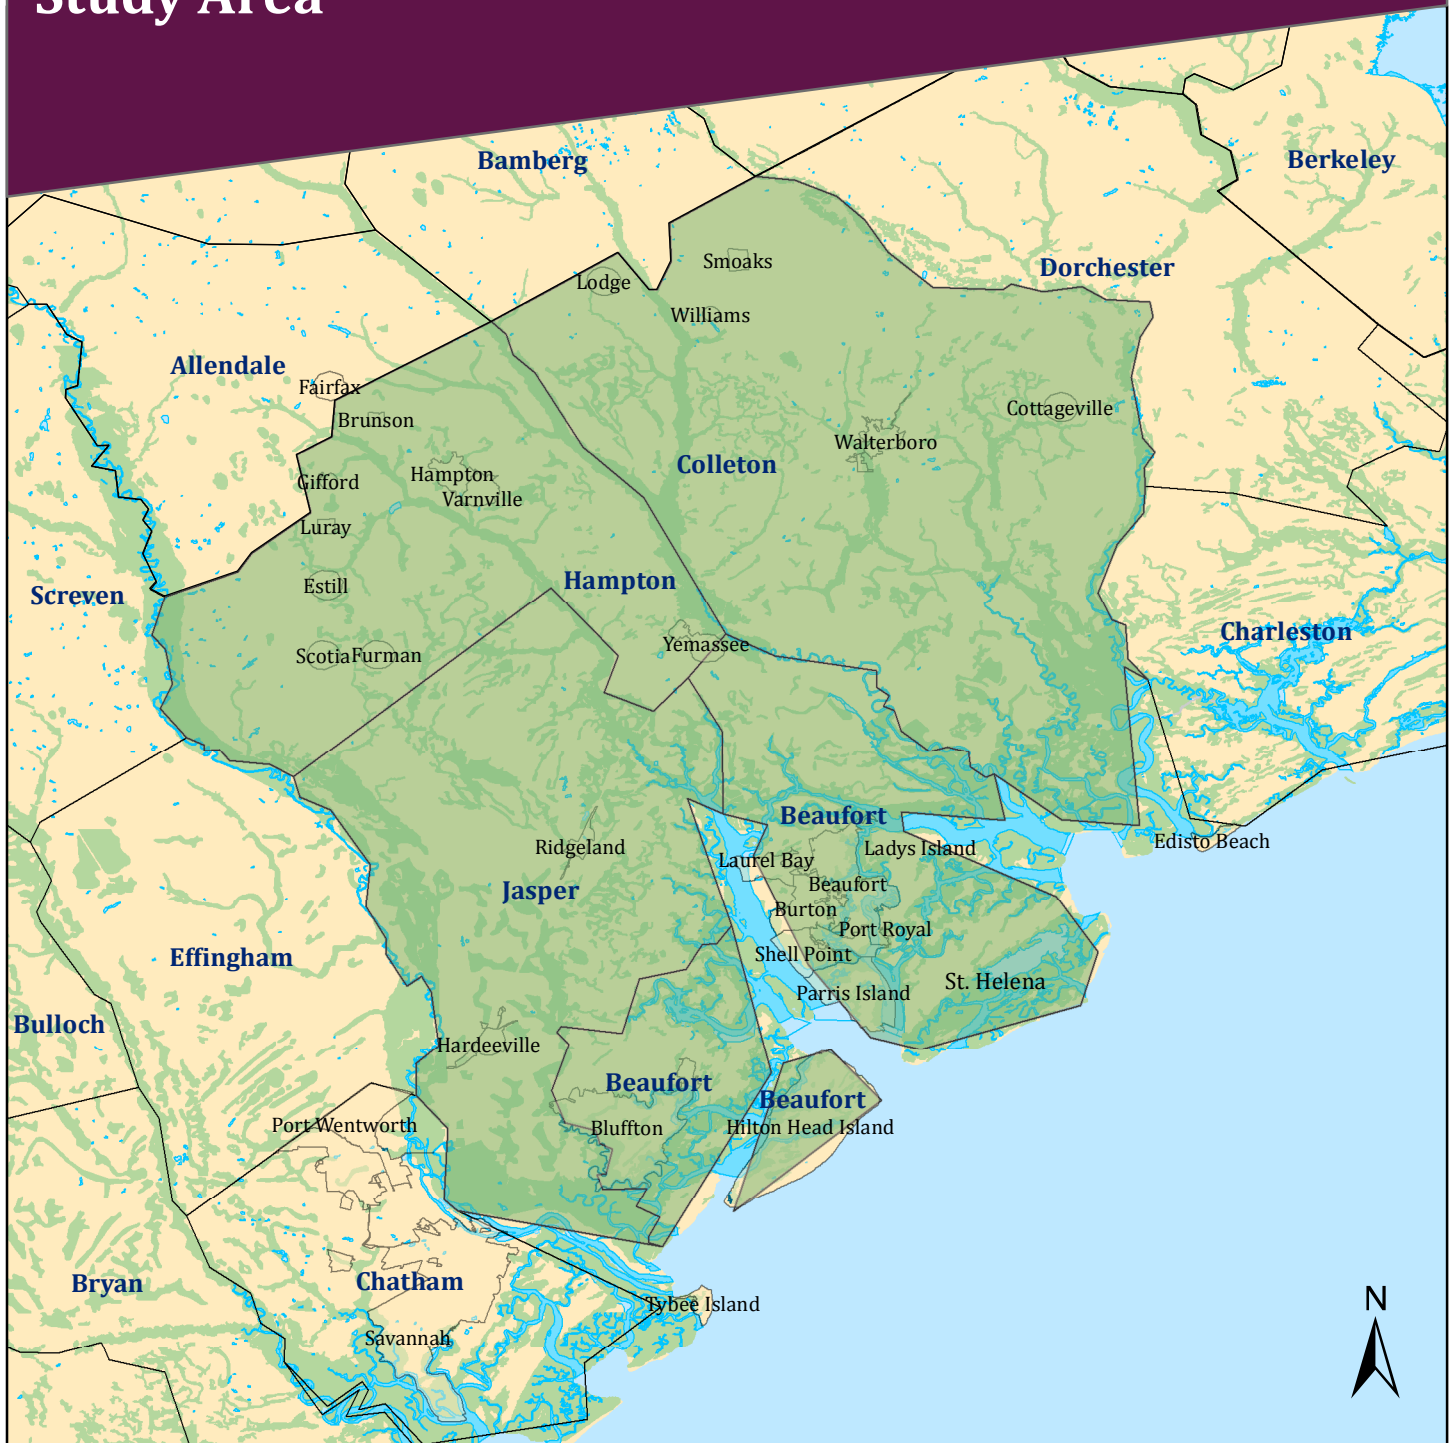 Study Area
Bamberg
Berkeley
Smoaks
Dorchester
Lodge
Williams
Allendale
Fairfax
Cottageville
Brunson
Walterboro
Colleton
Hampton
Gifford
Varnville
Luray
Hampton
Estill
Screven
Charleston
Yemassee
Scotia
Furman
Beaufort
Edisto Beach
Ridgeland
Ladys Island
Laurel Bay
Jasper
Beaufort
Burton
Port Royal
Shell Point
Effingham
St. Helena
Parris Island
Bulloch
Hardeeville
Beaufort
Beaufort
Port Wentworth
Bluffton
Hilton Head Island
Bryan
Chatham
N
Tybee Island
Savannah